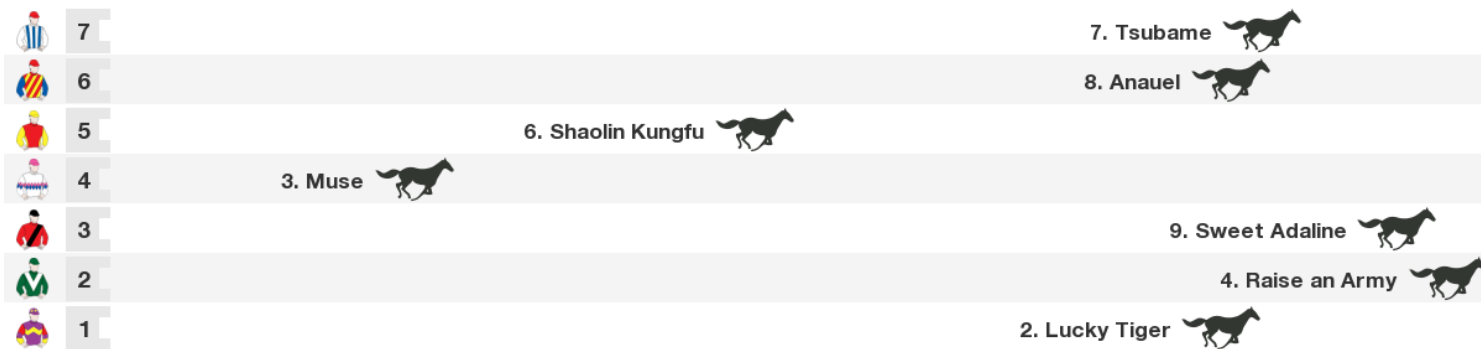 7 7. Tsubame
6 8. Anauel
5 6. Shaolin Kungfu
4 3. Muse
3 9. Sweet Adaline
2 4. Raise an Army
1 2. Lucky Tiger